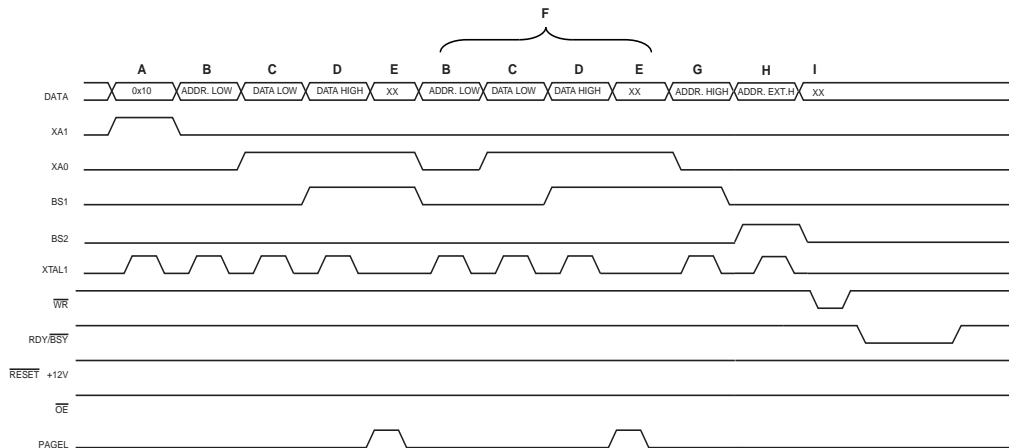 F
A B C D E B C D E G H I
DATA 0x10 ADDR. LOW DATA LOW DATA HIGH XX ADDR. LOW DATA LOW DATA HIGH XX ADDR. HIGH ADDR. EXT.H XX
XA1
XA0
BS1
BS2
XTAL1
WR
RDY/BSY
RESET +12V
OE
PAGEL